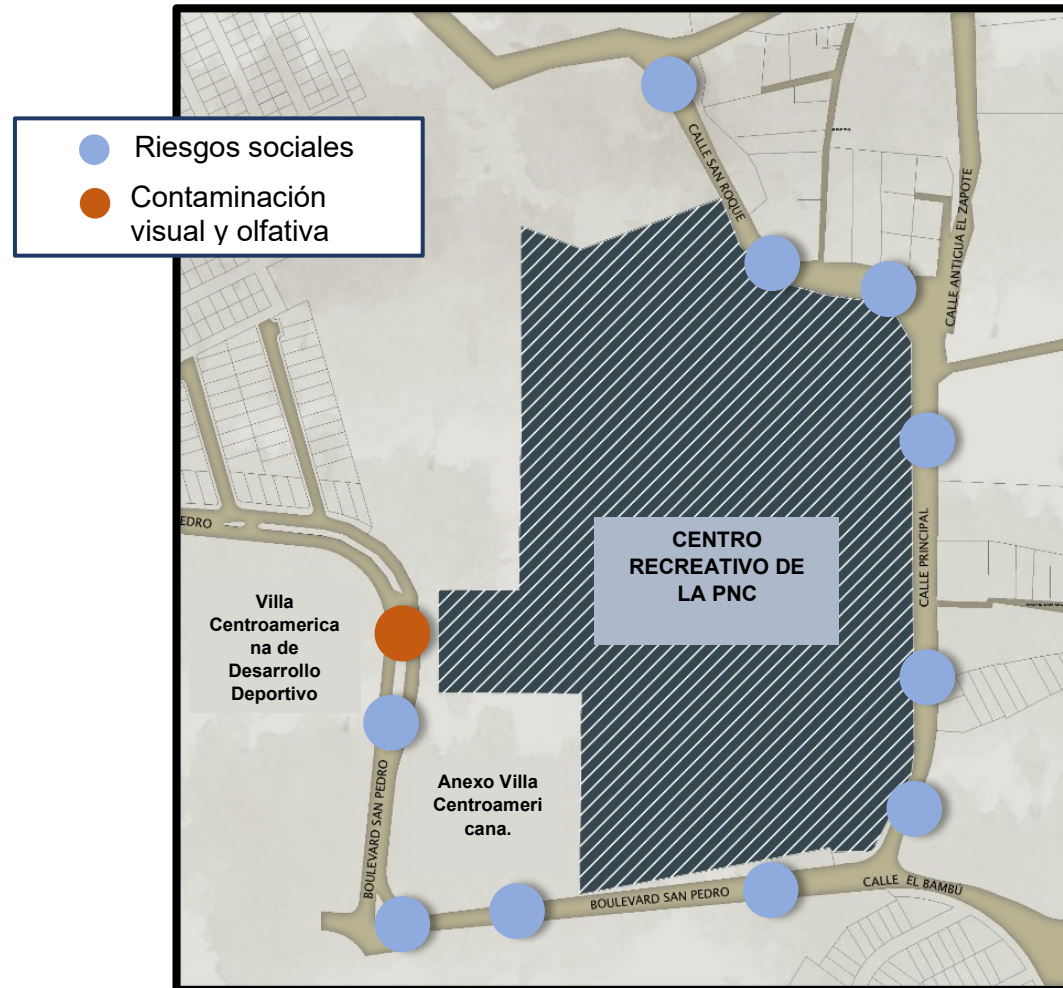 Riesgos sociales
Contaminación
visual y olfativa
CALLE SAN ROQUE
CALLE ANTIGUA EL ZAPOTE
CENTRO
RECREATIVO DE
LA PNC
CALLE PRINCIPAL
EDRO
Villa
Centroamerica
na de
Desarrollo
Deportivo
Anexo Villa
Centroameri
cana.
BOULEVARD SAN PEDRO
BOULEVARD SAN PEDRO
CALLE EL BAMBÚ